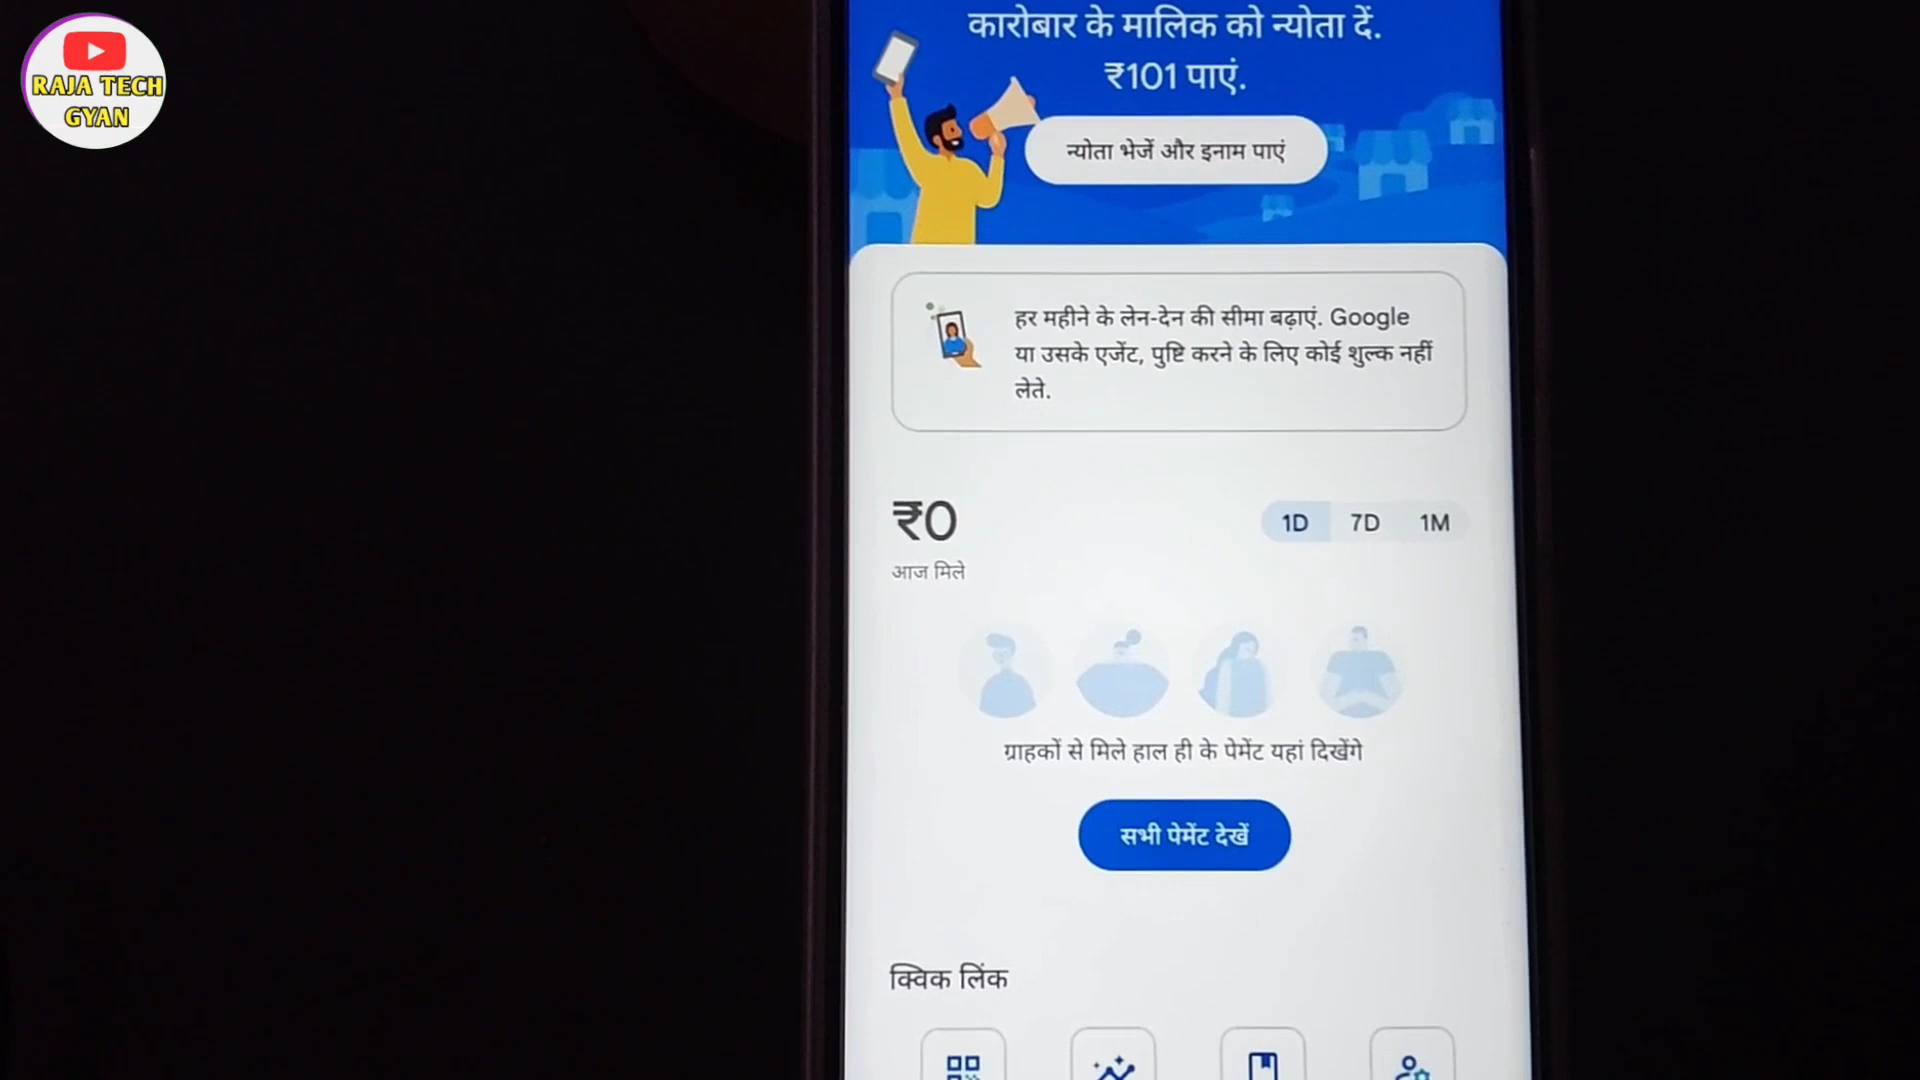 RAJA TECH
GYAN
कारोबार के मालिक को न्योता दें.
₹101 पाएं.
न्योता भेजें और इनाम पाएं
हर महीने के लेन-देन की सीमा बढ़ाएं. Google
या उसके एजेंट, पुष्टि करने के लिए कोई शुल्क नहीं
लेते.
₹0
1D 7D 1M
आज मिले
ग्राहकों से मिले हाल ही के पेमेंट यहां दिखेंगे
सभी पेमेंट देखें
क्विक लिंक